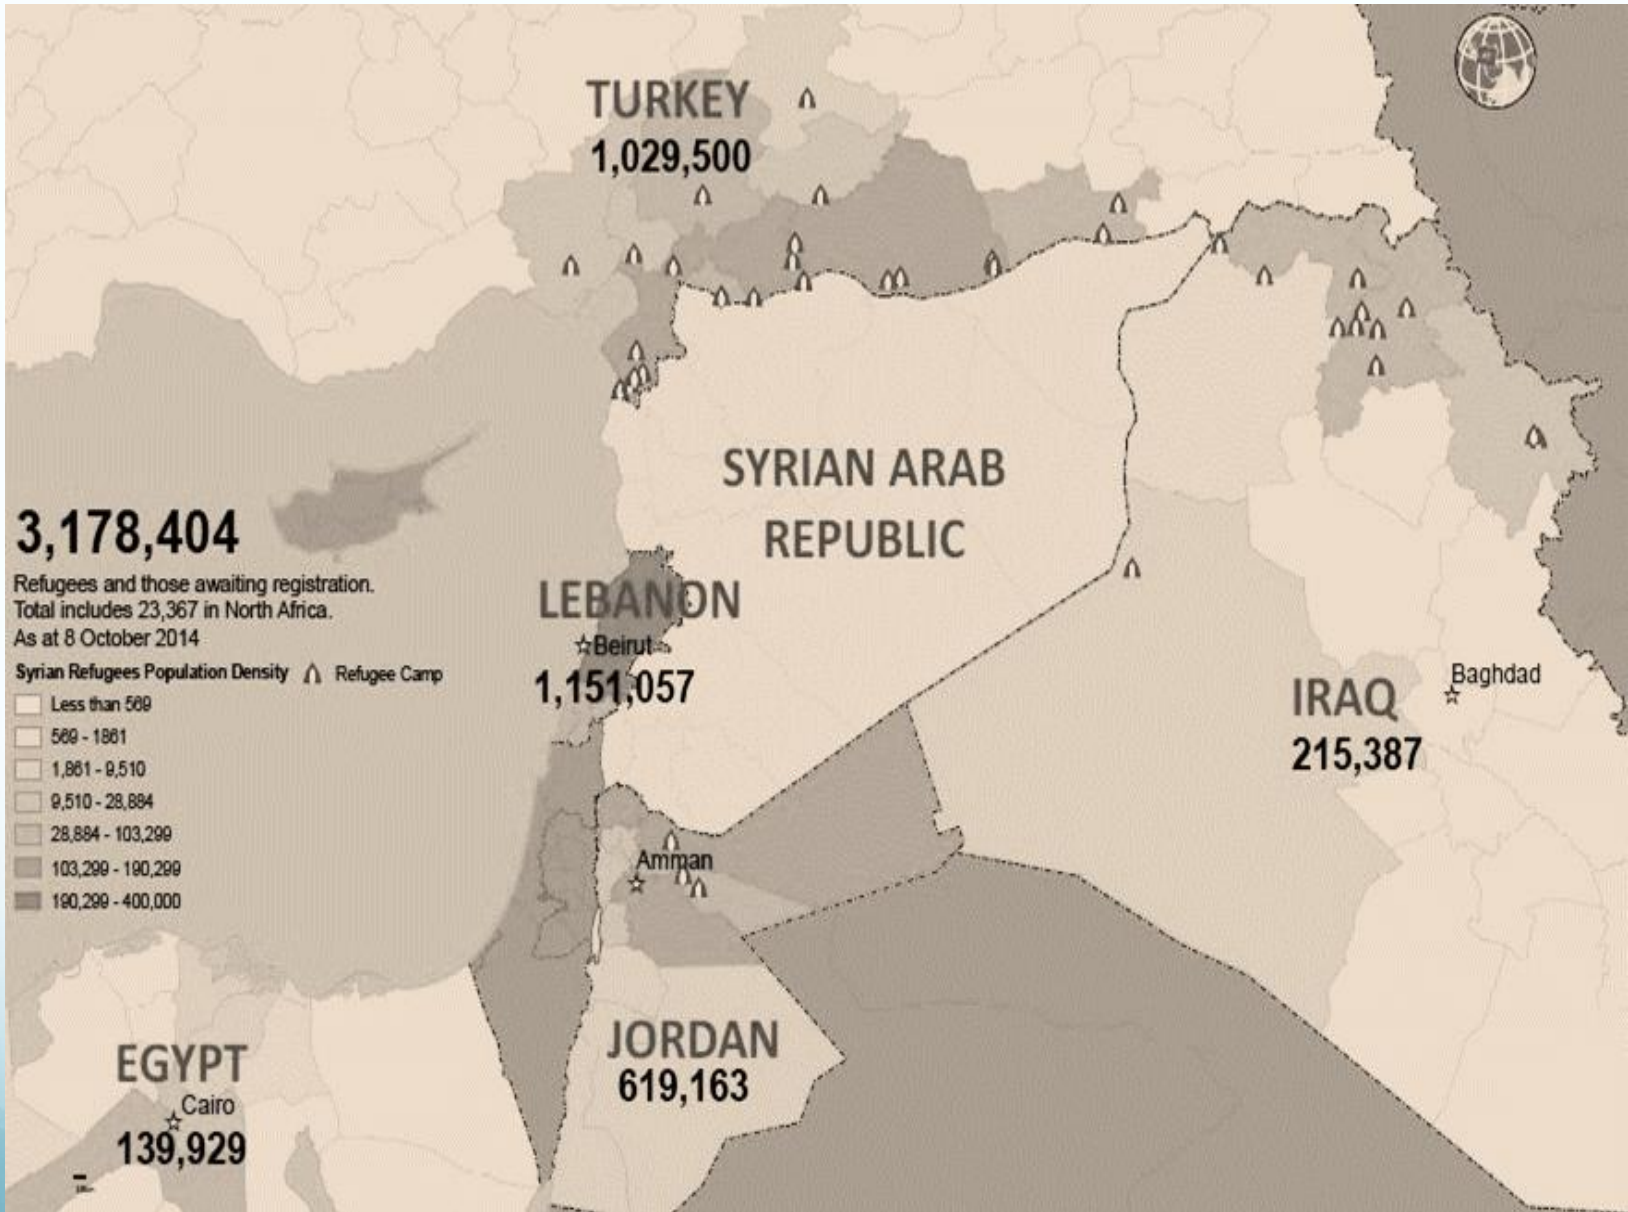 TURKEY
1,029,500
SYRIAN ARAB
REPUBLIC
3,178,404
Refugees and those awaiting registration.
Total includes 23,367 in North Africa.
As at 8 October 2014
Syrian Refugees Population Density Refugee Camp
Less than 569
569 - 1861
1,861 - 9,510
9,510 - 28,884
28,884 - 103,299
103,299 - 190,299
190,299 - 400,000
LEBANON
Beirut
1,151,057
IRAQ
Baghdad
215,387
Amman
JORDAN
619,163
EGYPT
Cairo
139,929